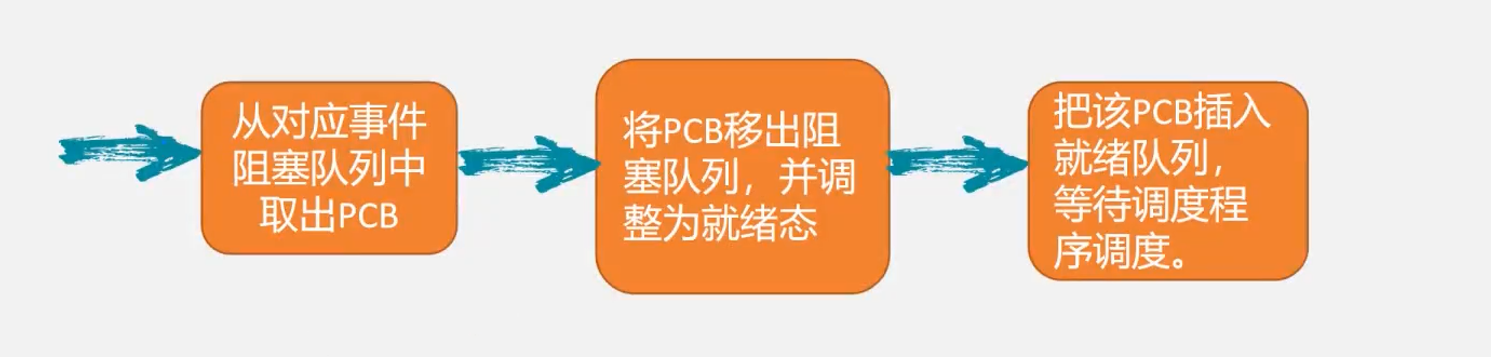 从对应事件
阻塞队列中
取出PCB
将PCB移出阻
塞队列，并调
整为就绪态
把该PCB插入
就绪队列，
等待调度程
序调度。